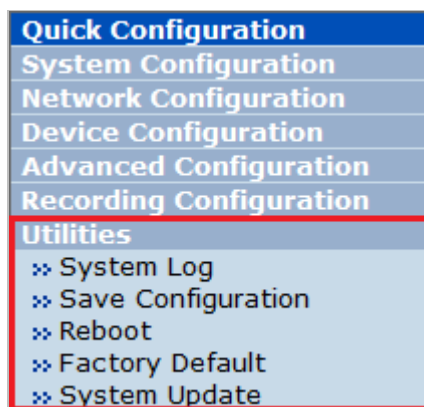 Quick Configuration
System Configuration
Network Configuration
Device Configuration
Advanced Configuration
Recording Configuration
Utilities
» System Log
» Save Configuration
» Reboot
» Factory Default
» System Update